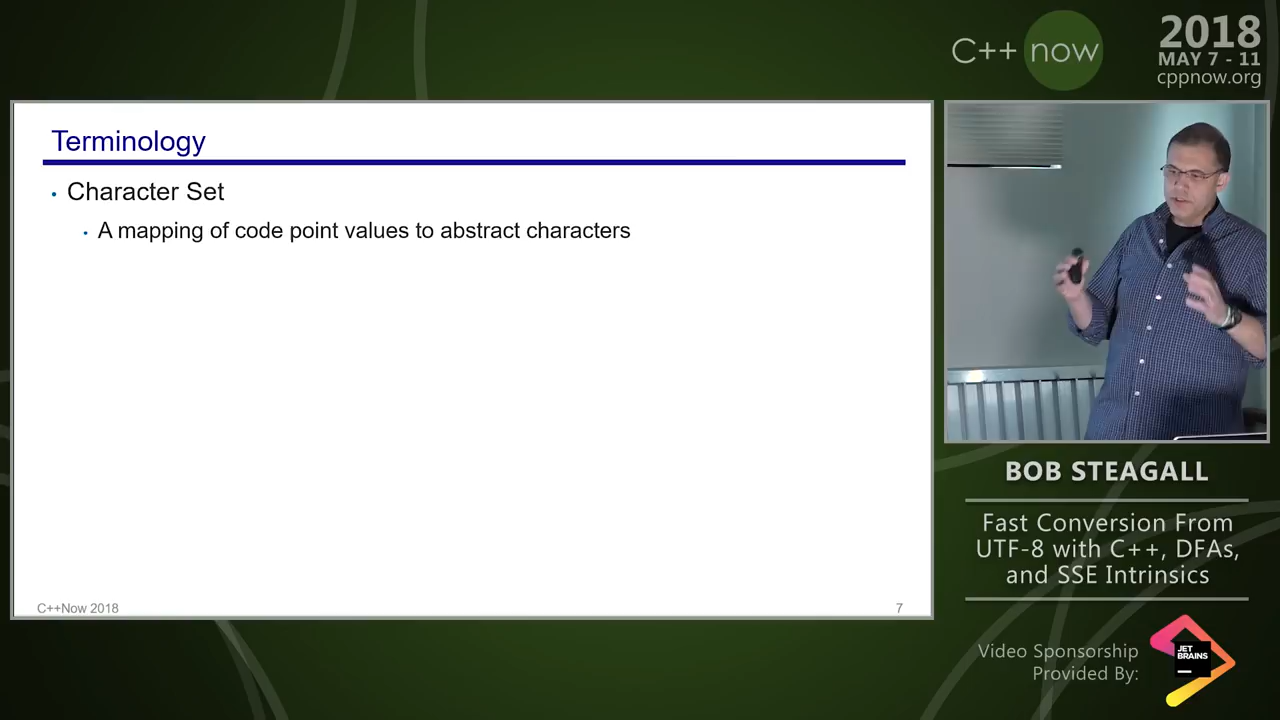 C++ now
2018
MAY 7 - 11
cppnow.org
Terminology
• Character Set
• A mapping of code point values to abstract characters
C++Now 2018
7
BOB STEAGALL
Fast Conversion From
UTF-8 with C++, DFAs,
and SSE Intrinsics
Video Sponsorship
Provided By:
JET
BRAINS